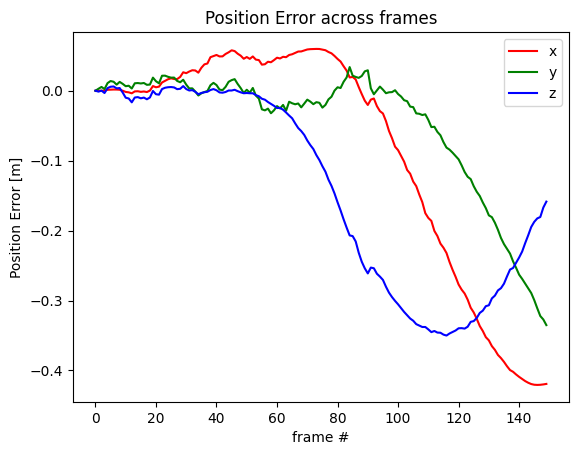 Position Error across frames
x
y
z
0.0
−0.1
−0.2
−0.3
−0.4
Position Error [m]
0 20 40 60 80 100 120 140
frame #